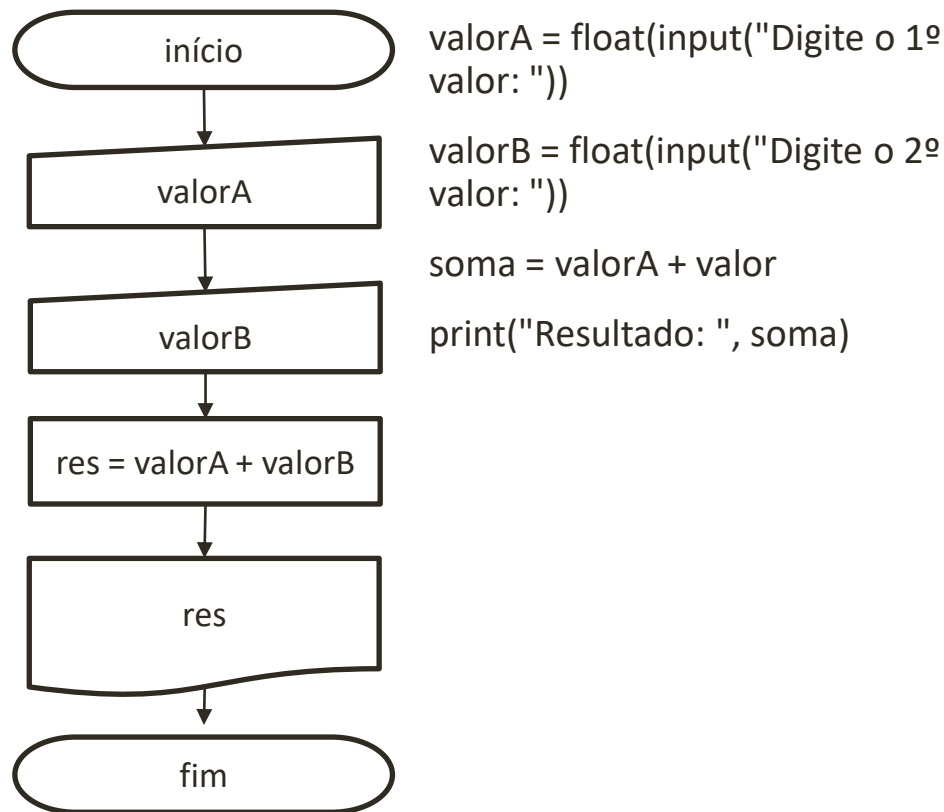 início
valorA
valorB
res = valorA + valorB
res
fim
valorA = float(input("Digite o 1º
valor: "))
valorB = float(input("Digite o 2º
valor: "))
soma = valorA + valor
print("Resultado: ", soma)